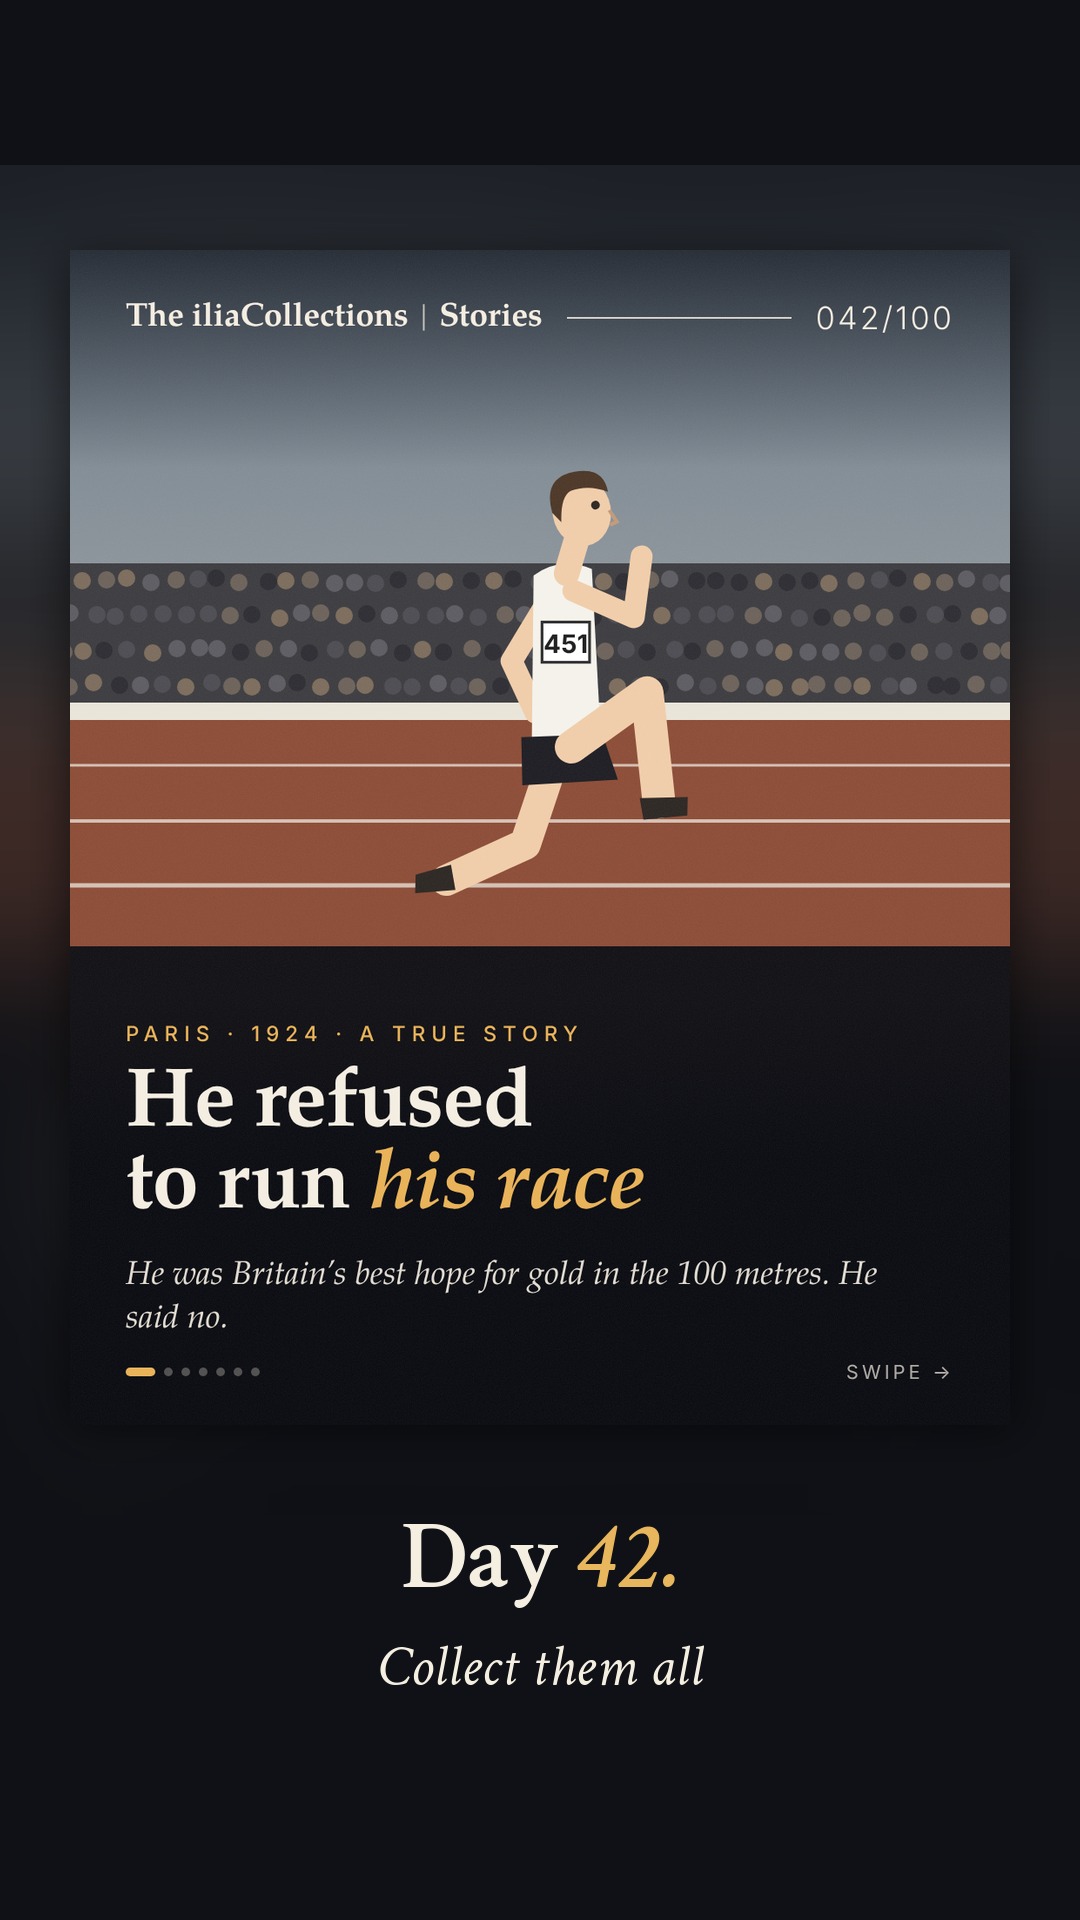 The iliaCollections | Stories 042/100
451
PARIS · 1924 · A TRUE STORY
He refused
to run his race
He was Britain’s best hope for gold in the 100 metres. He
said no.
SWIPE →
Day 42.
Collect them all